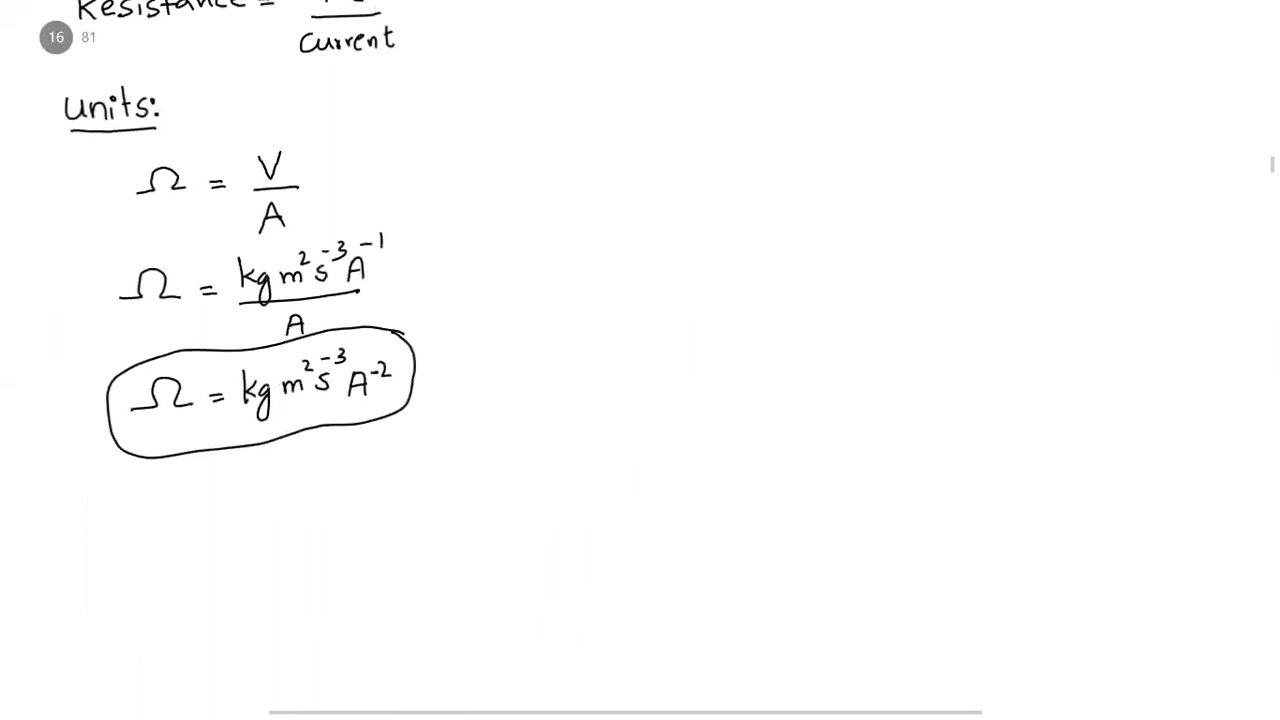 Resistance =
current
16 81
units:
Ω = V/A
Ω = kg m² s⁻³ A⁻¹ / A
Ω = kg m² s⁻³ A⁻²